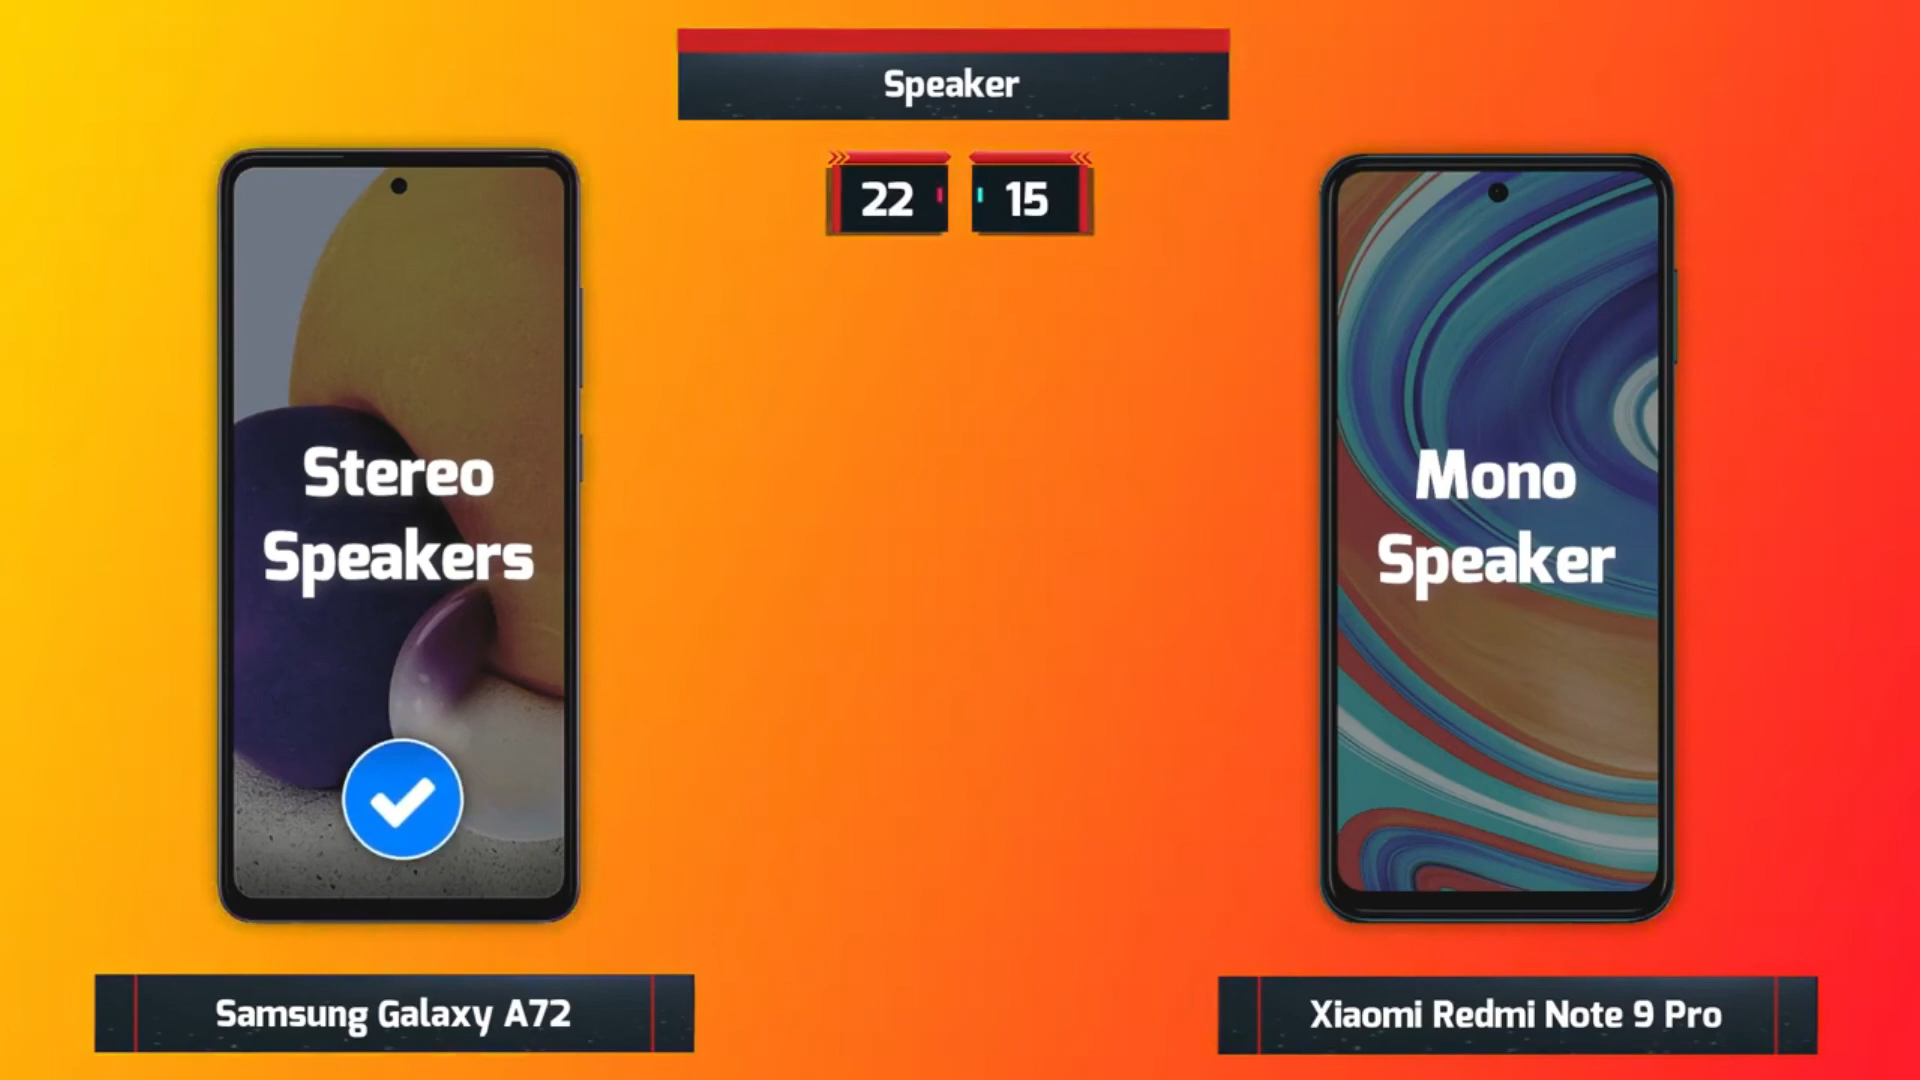 Speaker
22 15
Stereo
Speakers
Mono
Speaker
Samsung Galaxy A72
Xiaomi Redmi Note 9 Pro